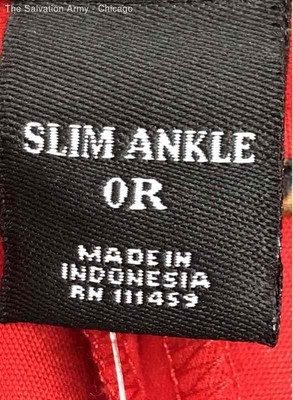 The Salvation Army - Chicago
SLIM ANKLE
0R
MADE IN
INDONESIA
RN 111459